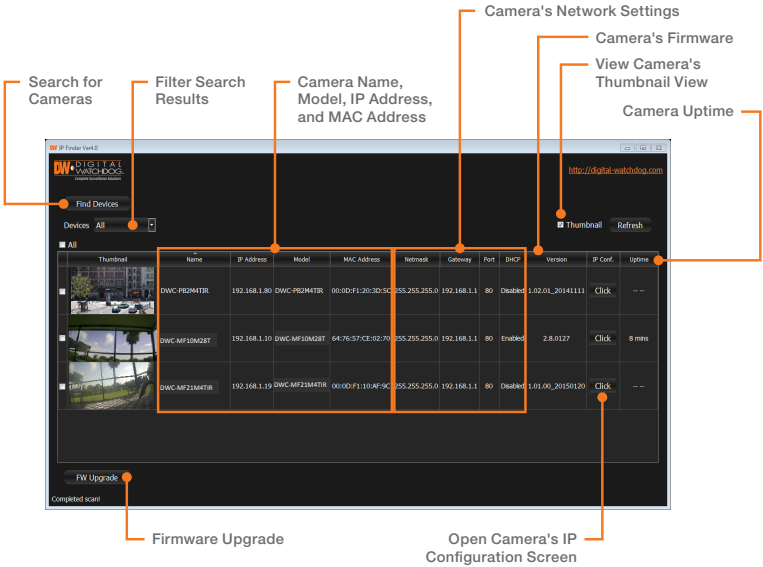 Camera's Network Settings
Camera's Firmware
View Camera's
Thumbnail View
Search for
Cameras
Filter Search
Results
Camera Name,
Model, IP Address,
and MAC Address
Camera Uptime
DW IP Finder Ver4.0
DW DIGITAL
WATCHDOG
Complete Surveillance Solutions
http://digital-watchdog.com
Find Devices
Devices All
Thumbnail Refresh
All
Thumbnail Name IP Address Model MAC Address Netmask Gateway Port DHCP Version IP Conf. Uptime
DWC-PB2M4TIR 192.168.1.80 DWC-PB2M4TIR 00:0D:F1:20:3D:5C 255.255.255.0 192.168.1.1 80 Disabled 1.02.01_20141111 Click -- --
DWC-MF10M28T 192.168.1.10 DWC-MF10M28T 64:76:57:CE:02:70 255.255.255.0 192.168.1.1 80 Enabled 2.8.0127 Click 8 mins
DWC-MF21M4TIR 192.168.1.19 DWC-MF21M4TIR 00:0D:F1:10:AF:9C 255.255.255.0 192.168.1.1 80 Disabled 1.01.00_20150120 Click -- --
FW Upgrade
Completed scan!
Firmware Upgrade
Open Camera's IP
Configuration Screen